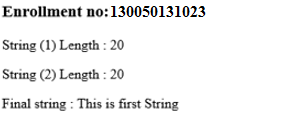 Enrollment no:130050131023
String (1) Length : 20
String (2) Length : 20
Final string : This is first String